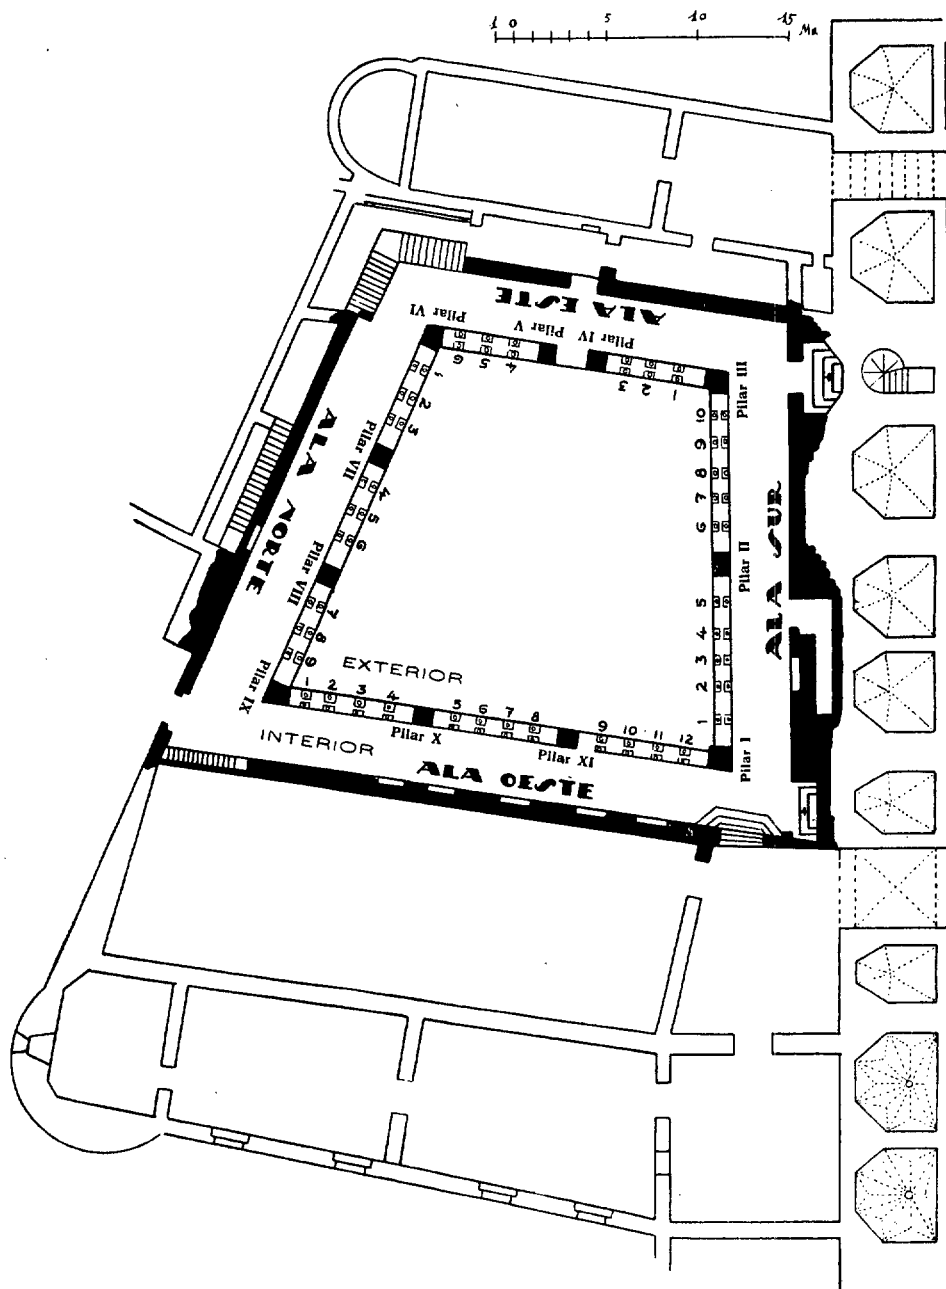 1 0 5 10 15 Ms
ALA ESTE
Pilar VI
Pilar V
Pilar IV
6 5 4
3 2 1
Pilar III
10
9
8
7
6
Pilar II
5
4
3
2
1
Pilar I
ALA SUR
ALA NORTE
1
2
3
Pilar VII
4
5
6
Pilar VIII
7
8
9
Pilar IX
EXTERIOR
1 2 3 4
Pilar X
5 6 7 8
Pilar XI
9 10 11 12
INTERIOR
ALA OESTE